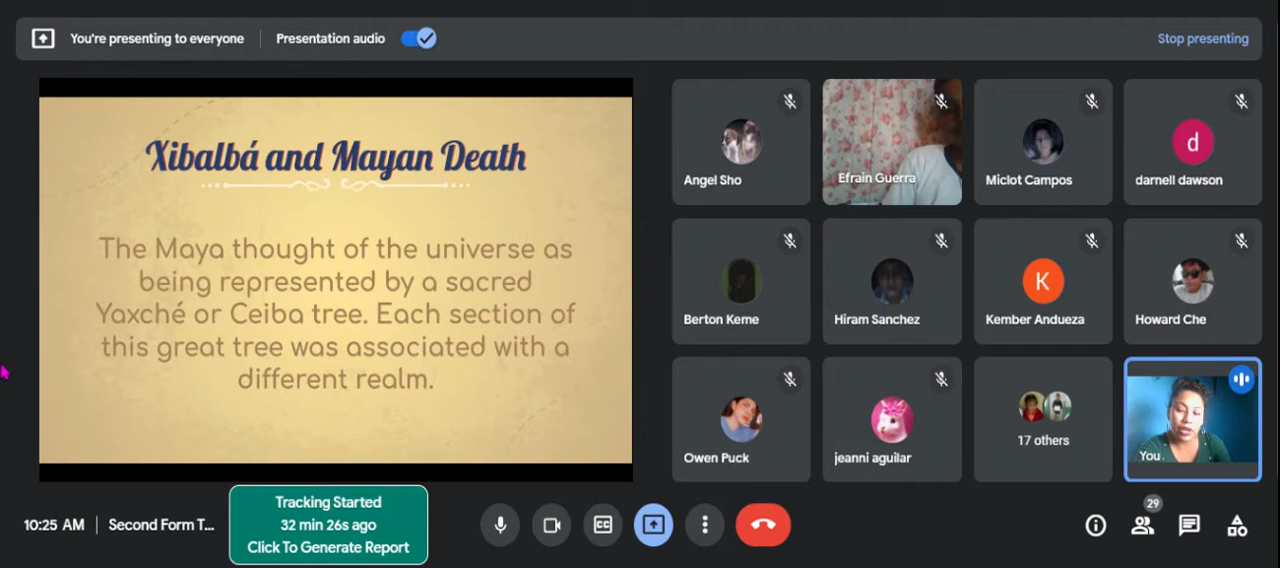 You're presenting to everyone
Presentation audio
Stop presenting
Xibalbá and Mayan Death
The Maya thought of the universe as
being represented by a sacred
Yaxché or Ceiba tree. Each section of
this great tree was associated with a
different realm.
Angel Sho
Efrain Guerra
Miclot Campos
d
darnell dawson
Berton Keme
Hiram Sanchez
K
Kember Andueza
Howard Che
Owen Puck
jeanni aguilar
17 others
You
10:25 AM
Second Form T...
Tracking Started
32 min 26s ago
Click To Generate Report
CC
29